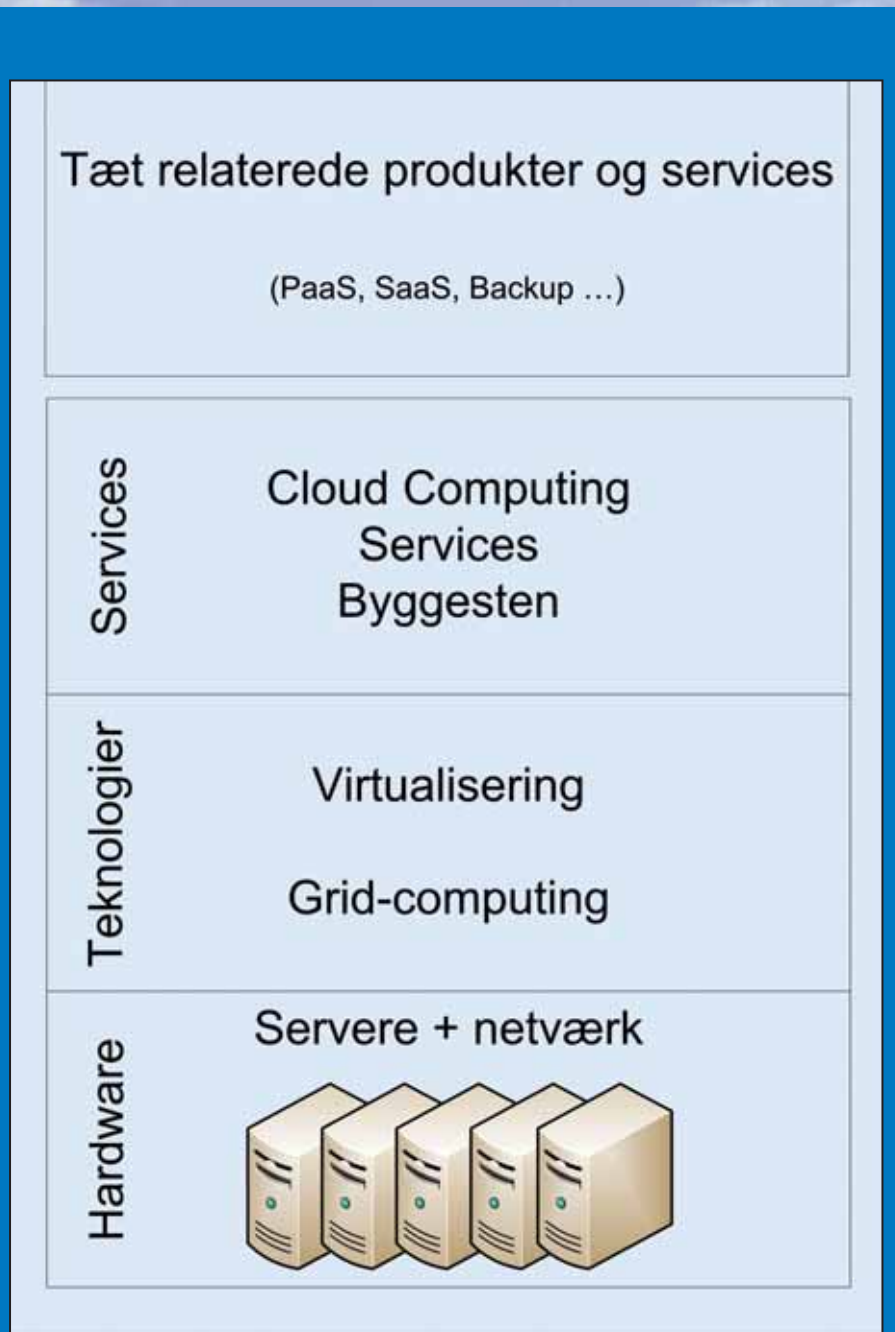 Tæt relaterede produkter og services
(PaaS, SaaS, Backup ...)
Services
Cloud Computing
Services
Byggesten
Teknologier
Virtualisering
Grid-computing
Hardware
Servere + netværk